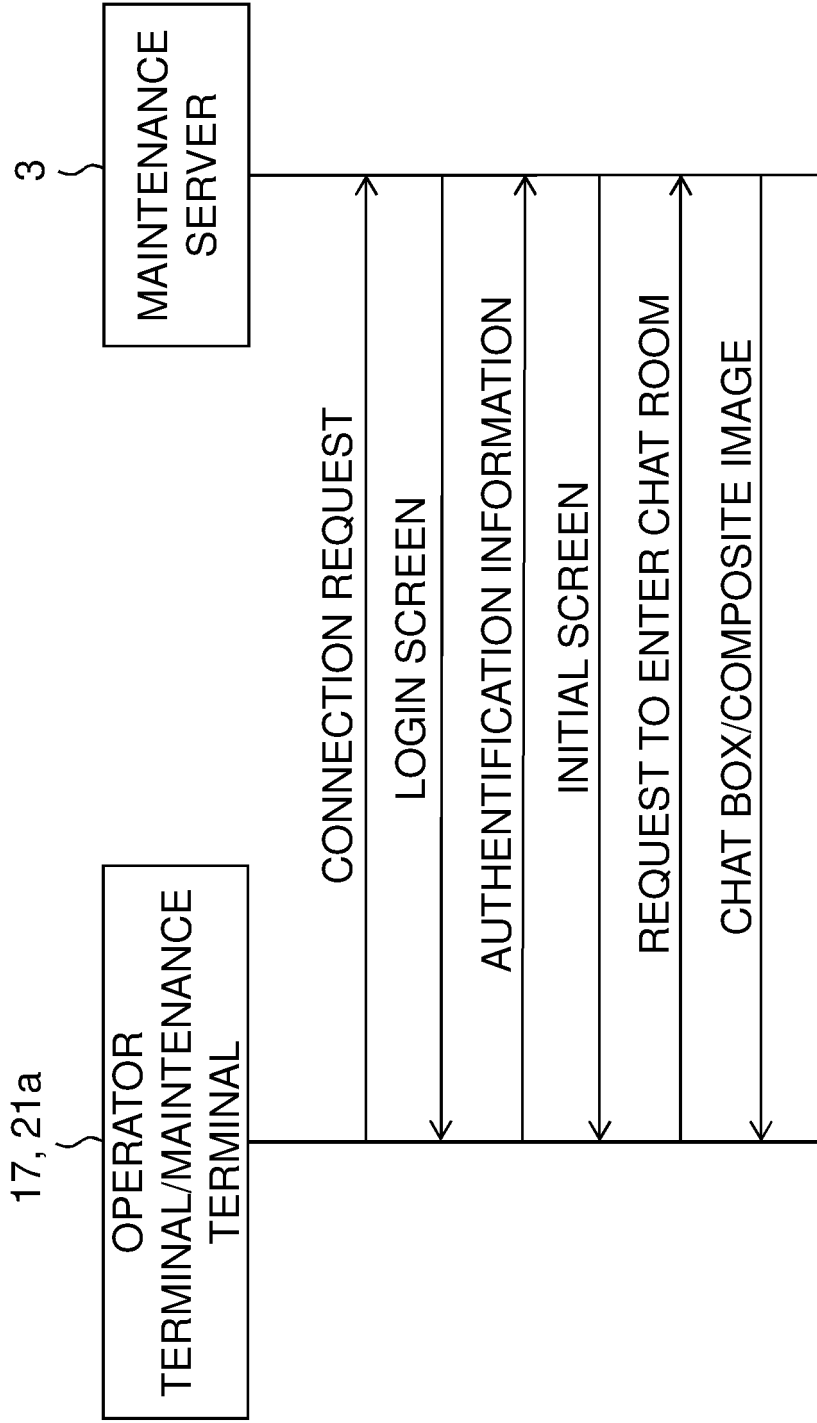 17, 21a
3
OPERATOR
TERMINAL/MAINTENANCE
TERMINAL
MAINTENANCE
SERVER
CONNECTION REQUEST
LOGIN SCREEN
AUTHENTIFICATION INFORMATION
INITIAL SCREEN
REQUEST TO ENTER CHAT ROOM
CHAT BOX/COMPOSITE IMAGE